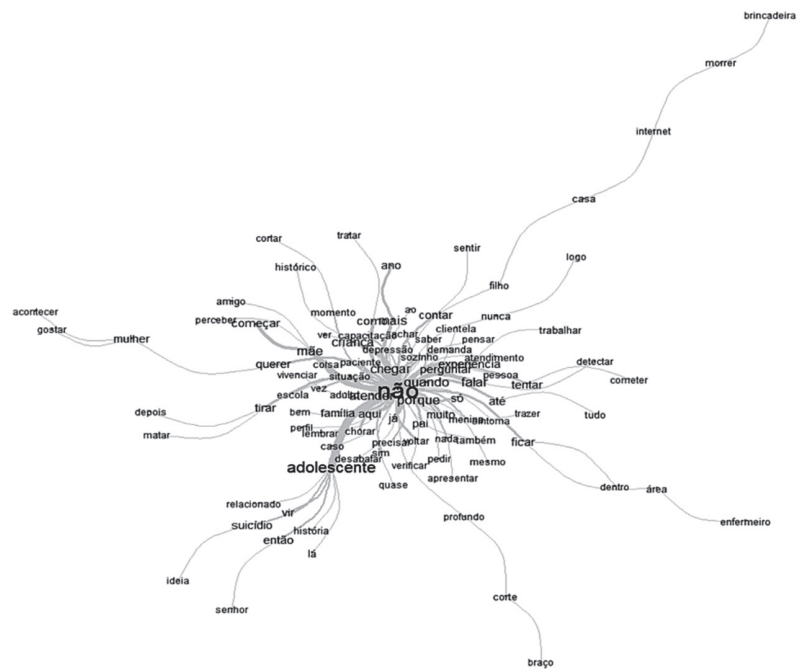 brincadeira
morrer
internet
casa
cortar
tratar
sentir
logo
histórico
ano
filho
amigo
momento
ao
acontecer
perceber
começar
com
mais
contar
nunca
gostar
mulher
ver
capacitação
achar
clientela
trabalhar
criança
saber
pensar
mãe
depressão
sozinho
demanda
atendimento
detectar
querer
coisa
paciente
chegar
perguntar
experiência
vivenciar
situação
quando
falar
pessoa
tentar
cometer
escola
vez
não
atender
porque
só
até
depois
tirar
bem
família
aqui
já
muito
menina
trazer
tudo
matar
perfil
lembrar
chorar
pai
ficar
caso
precisar
voltar
nada
também
sim
desabafar
adolescente
verificar
pedir
mesmo
quase
apresentar
dentro
área
relacionado
vir
profundo
enfermeiro
suicídio
história
então
lá
ideia
corte
senhor
braço